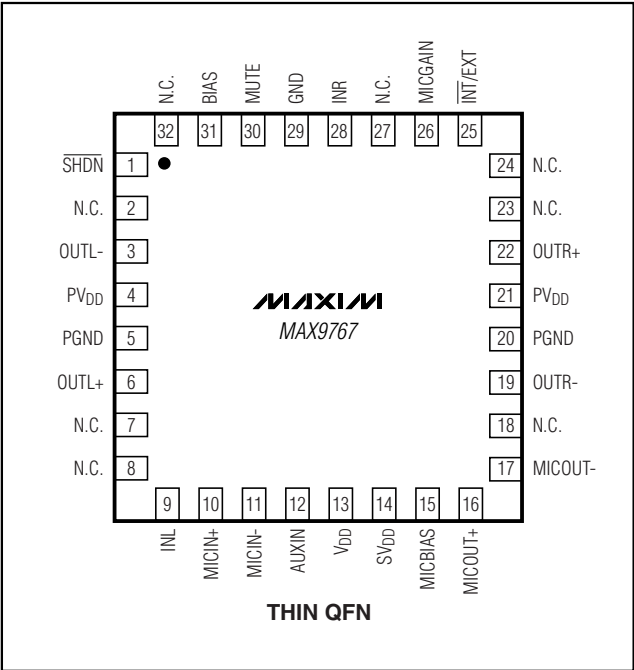 N.C.
BIAS
MUTE
GND
INR
N.C.
MICGAIN
INT/EXT
32 31 30 29 28 27 26 25
SHDN 1 24 N.C.
N.C. 2 23 N.C.
OUTL- 3 22 OUTR+
PVDD 4 21 PVDD
MAXIM
MAX9767
PGND 5 20 PGND
OUTL+ 6 19 OUTR-
N.C. 7 18 N.C.
N.C. 8 17 MICOUT-
9 10 11 12 13 14 15 16
INL
MICIN+
MICIN-
AUXIN
VDD
SVDD
MICBIAS
MICOUT+
THIN QFN